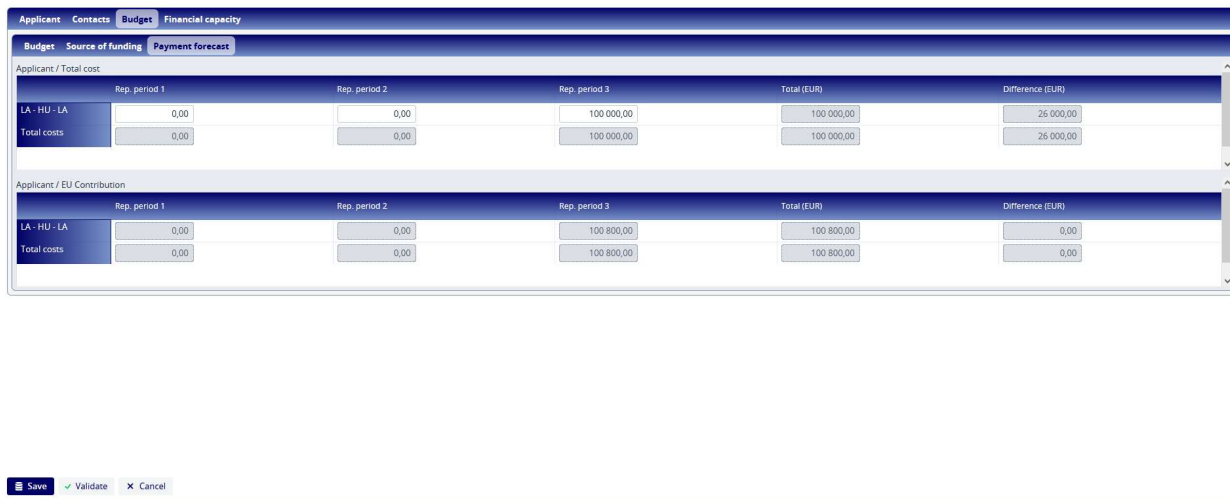 Applicant Contacts Budget Financial capacity
Budget Source of funding Payment forecast
Applicant / Total cost
Rep. period 1 Rep. period 2 Rep. period 3 Total (EUR) Difference (EUR)
LA - HU - LA 0,00 0,00 100 000,00 100 000,00 26 000,00
Total costs 0,00 0,00 100 000,00 100 000,00 26 000,00
Applicant / EU Contribution
Rep. period 1 Rep. period 2 Rep. period 3 Total (EUR) Difference (EUR)
LA - HU - LA 0,00 0,00 100 800,00 100 800,00 0,00
Total costs 0,00 0,00 100 800,00 100 800,00 0,00
Save Validate Cancel